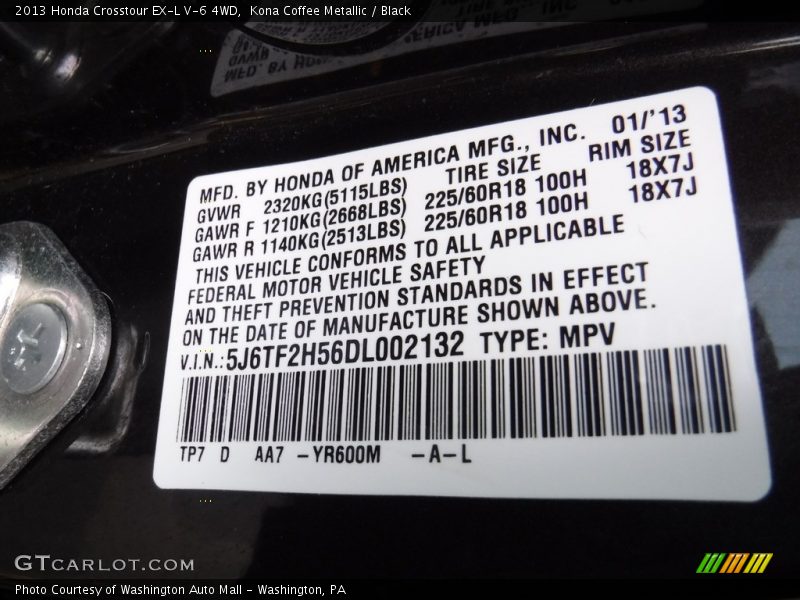 2013 Honda Crosstour EX-L V-6 4WD,  Kona Coffee Metallic / Black
MFD. BY HONDA OF AMERICA MFG., INC. 01/'13
GVWR 2320KG(5115LBS) TIRE SIZE RIM SIZE
GAWR F 1210KG(2668LBS) 225/60R18 100H 18X7J
GAWR R 1140KG(2513LBS) 225/60R18 100H 18X7J
THIS VEHICLE CONFORMS TO ALL APPLICABLE
FEDERAL MOTOR VEHICLE SAFETY
AND THEFT PREVENTION STANDARDS IN EFFECT
ON THE DATE OF MANUFACTURE SHOWN ABOVE.
V.I.N.: 5J6TF2H56DL002132 TYPE: MPV
TP7 D AA7 -YR600M -A-L
GTCARLOT.COM
Photo Courtesy of Washington Auto Mall - Washington, PA